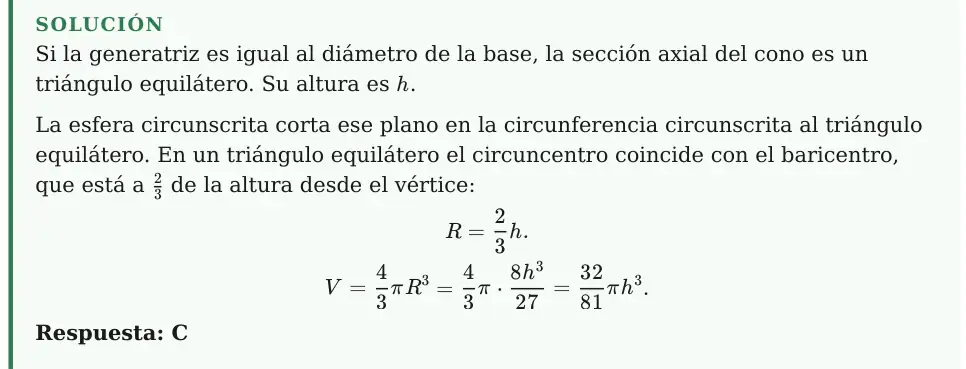 SOLUCIÓN
Si la generatriz es igual al diámetro de la base, la sección axial del cono es un
triángulo equilátero. Su altura es h.
La esfera circunscrita corta ese plano en la circunferencia circunscrita al triángulo
equilátero. En un triángulo equilátero el circuncentro coincide con el baricentro,
que está a 2/3 de la altura desde el vértice:
R = 2/3 h.
V = 4/3 πR³ = 4/3 π · 8h³/27 = 32/81 πh³.
Respuesta: C